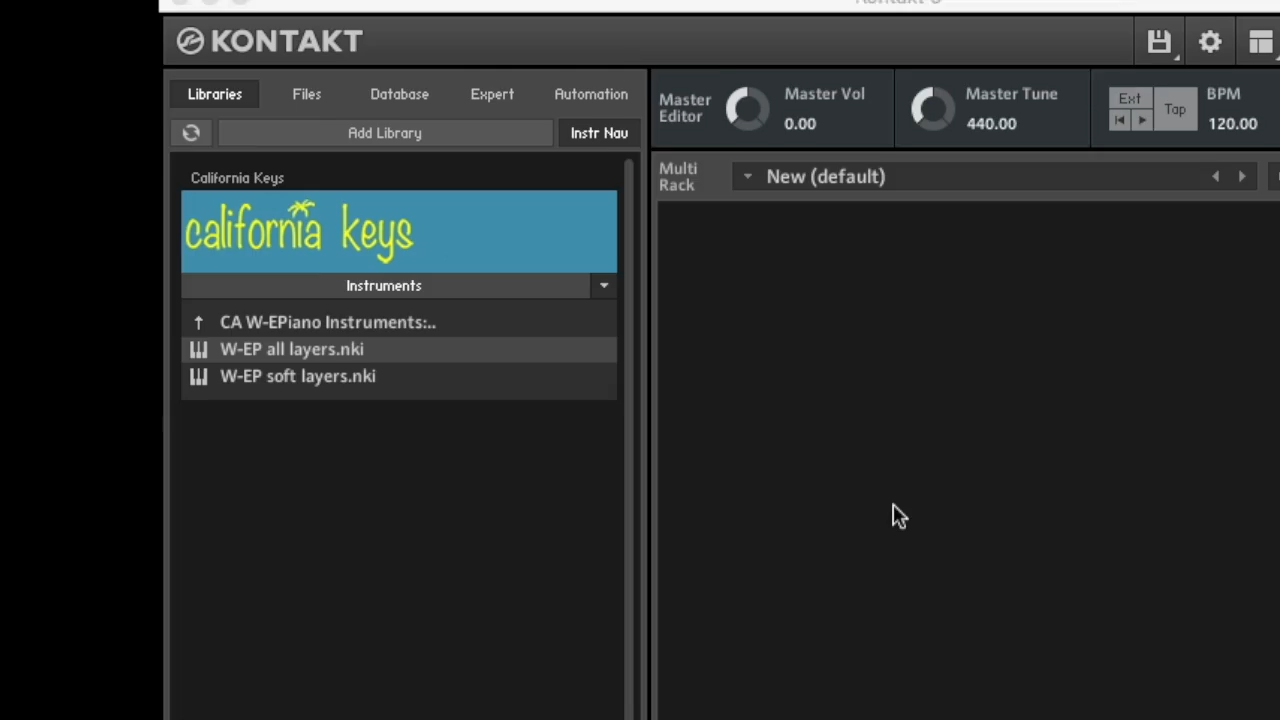 KONTAKT
Libraries Files Database Expert Automation
Add Library Instr Nav
California Keys
california keys
Instruments
CA W-EPiano Instruments:..
W-EP all layers.nki
W-EP soft layers.nki
Master Editor
Master Vol
0.00
Master Tune
440.00
Ext
Tap
BPM
120.00
Multi Rack
New (default)